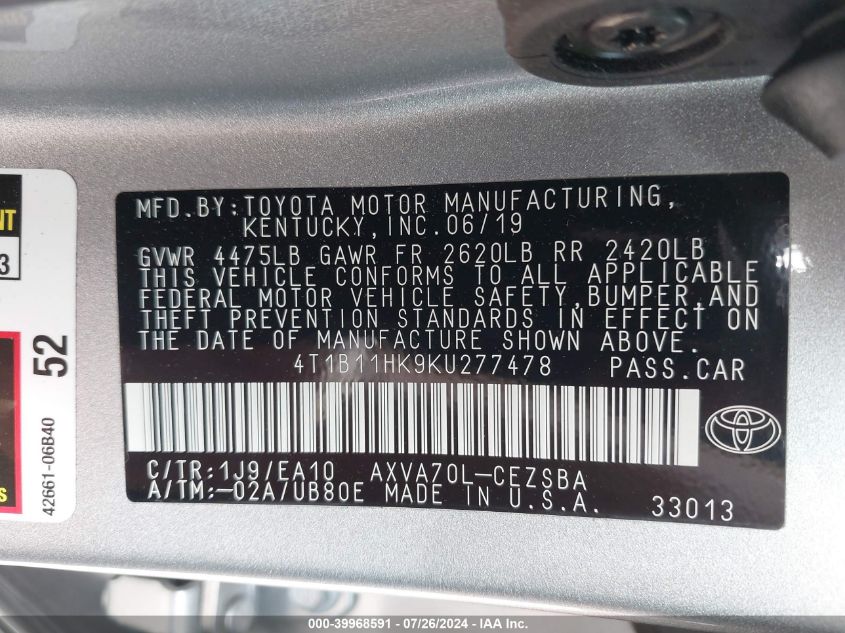 MFD.BY:TOYOTA MOTOR MANUFACTURING,
KENTUCKY,INC.06/19
GVWR 4475LB GAWR FR 2620LB RR 2420LB
THIS VEHICLE CONFORMS TO ALL APPLICABLE
FEDERAL MOTOR VEHICLE SAFETY,BUMPER,AND
THEFT PREVENTION STANDARDS IN EFFECT ON
THE DATE OF MANUFACTURE SHOWN ABOVE.
4T1B11HK9KU277478 PASS.CAR
C/TR:1J9/EA10 AXVA70L-CEZSBA
A/TM:-02A/UB80E MADE IN U.S.A. 33013
52
42661-06B40
000-39968591 - 07/26/2024 - IAA Inc.